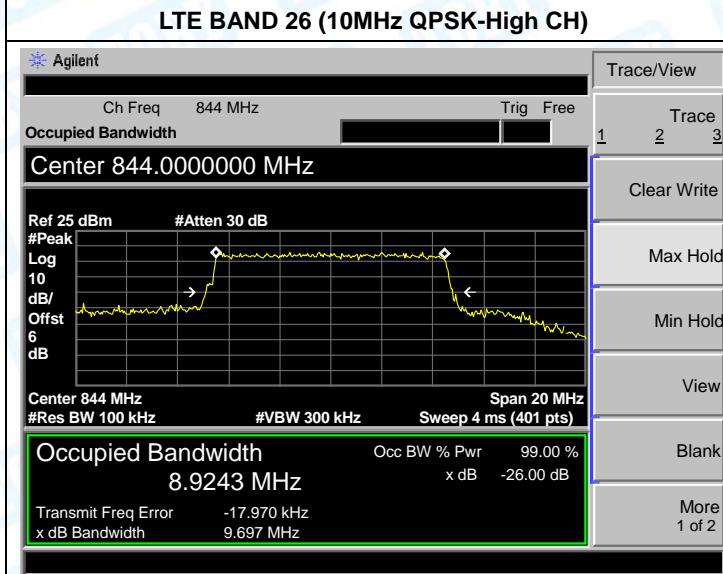 LTE BAND 26 (10MHz QPSK-High CH)
Agilent
Trace/View
Ch Freq 844 MHz Trig Free
Occupied Bandwidth
Trace
1 2 3
Center 844.0000000 MHz
Clear Write
Ref 25 dBm #Atten 30 dB
#Peak
Log
10
dB/
Offst
6
dB
Max Hold
Min Hold
Center 844 MHz Span 20 MHz
#Res BW 100 kHz #VBW 300 kHz Sweep 4 ms (401 pts)
View
Occupied Bandwidth
8.9243 MHz
Occ BW % Pwr 99.00 %
x dB -26.00 dB
Transmit Freq Error -17.970 kHz
x dB Bandwidth 9.697 MHz
Blank
More
1 of 2